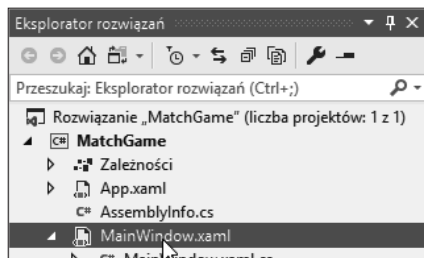 Eksplorator rozwiązań
Przeszukaj: Eksplorator rozwiązań (Ctrl+;)
Rozwiązanie „MatchGame” (liczba projektów: 1 z 1)
C# MatchGame
Zależności
App.xaml
C# AssemblyInfo.cs
MainWindow.xaml